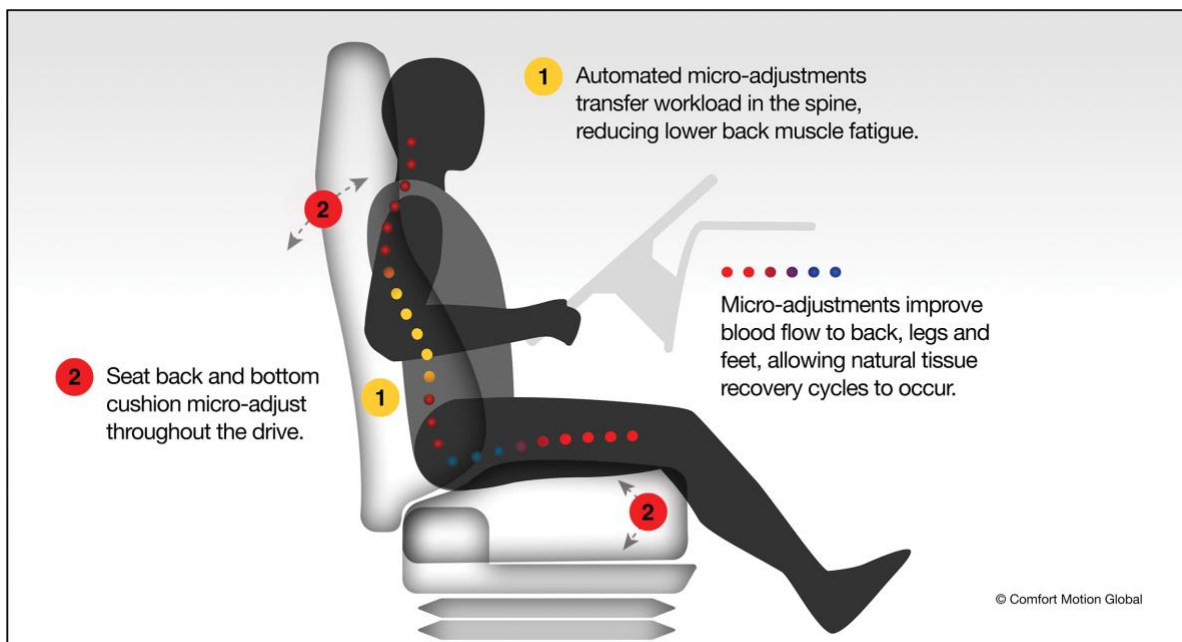 1 Automated micro-adjustments
transfer workload in the spine,
reducing lower back muscle fatigue.
2
Micro-adjustments improve
blood flow to back, legs and
feet, allowing natural tissue
recovery cycles to occur.
2 Seat back and bottom
cushion micro-adjust
throughout the drive.
1
2
© Comfort Motion Global